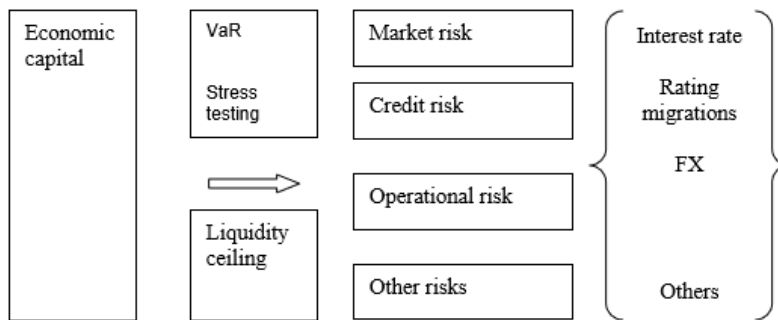 Economic
capital
VaR
Stress
testing
Liquidity
ceiling
Market risk
Credit risk
Operational risk
Other risks
Interest rate
Rating
migrations
FX
Others